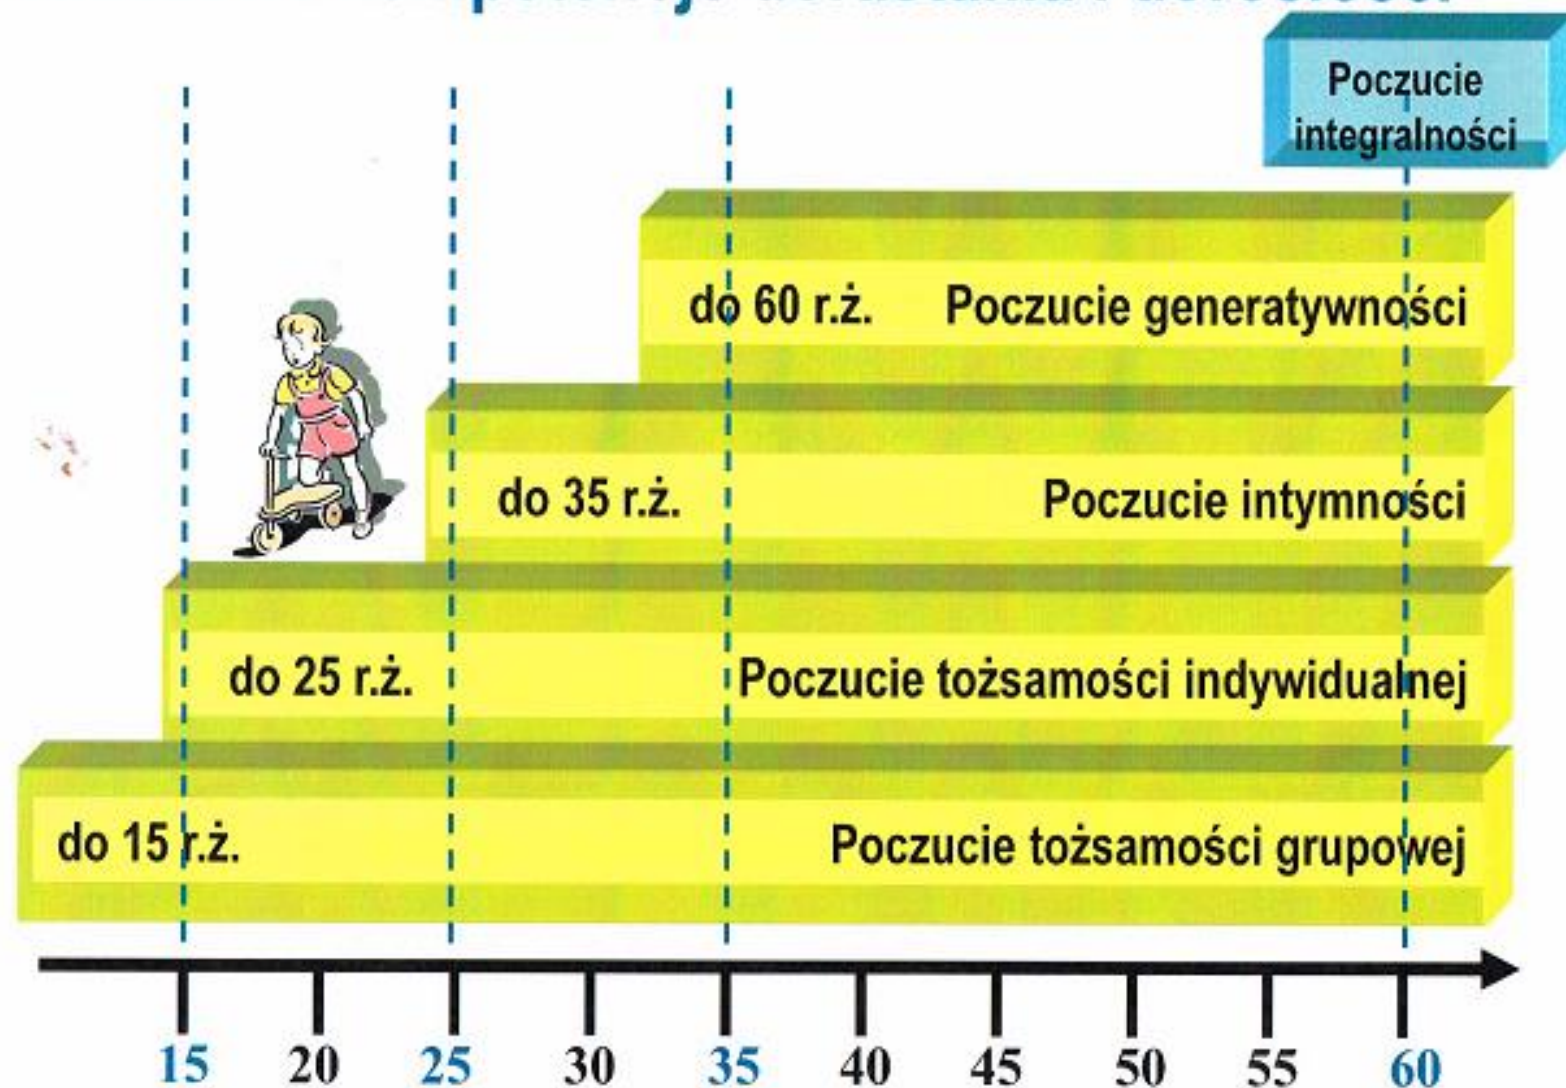 Poczucie
integralności
do 60 r.ż. Poczucie generatywności
do 35 r.ż. Poczucie intymności
do 25 r.ż. Poczucie tożsamości indywidualnej
do 15 r.ż. Poczucie tożsamości grupowej
15 20 25 30 35 40 45 50 55 60